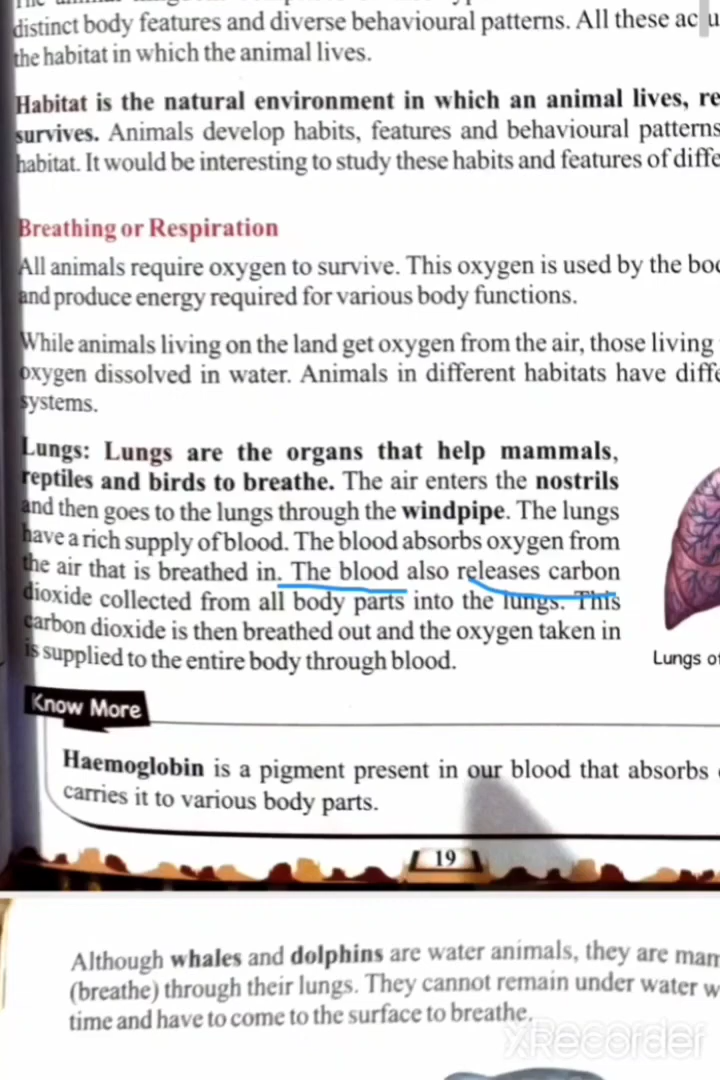 distinct body features and diverse behavioural patterns. All these ac
the habitat in which the animal lives.
Habitat is the natural environment in which an animal lives, re
survives. Animals develop habits, features and behavioural patterns
habitat. It would be interesting to study these habits and features of diffe
Breathing or Respiration
All animals require oxygen to survive. This oxygen is used by the
and produce energy required for various body functions.
While animals living on the land get oxygen from the air, those living
oxygen dissolved in water. Animals in different habitats have diffe
systems.
Lungs: Lungs are the organs that help mammals,
reptiles and birds to breathe. The air enters the nostrils
and then goes to the lungs through the windpipe. The lungs
have a rich supply of blood. The blood absorbs oxygen from
the air that is breathed in. The blood also releases carbon
dioxide collected from all body parts into the lungs. This
carbon dioxide is then breathed out and the oxygen taken in
is supplied to the entire body through blood.
Lungs of
Know More
Haemoglobin is a pigment present in our blood that absorbs
carries it to various body parts.
19
Although whales and dolphins are water animals, they are mam
(breathe) through their lungs. They cannot remain under water w
time and have to come to the surface to breathe.
XRecorder